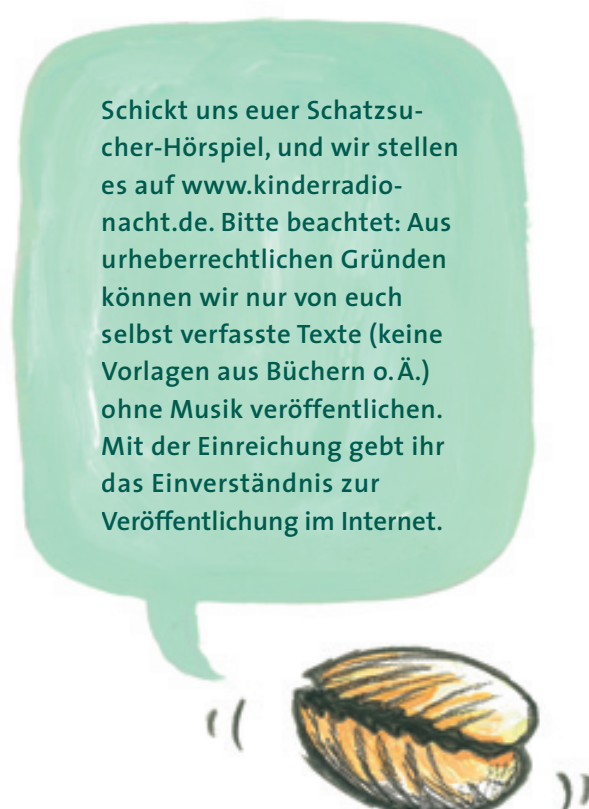 Schickt uns euer Schatzsu-
cher-Hörspiel, und wir stellen
es auf www.kinderradio-
nacht.de. Bitte beachtet: Aus
urheberrechtlichen Gründen
können wir nur von euch
selbst verfasste Texte (keine
Vorlagen aus Büchern o. Ä.)
ohne Musik veröffentlichen.
Mit der Einreichung gebt ihr
das Einverständnis zur
Veröffentlichung im Internet.